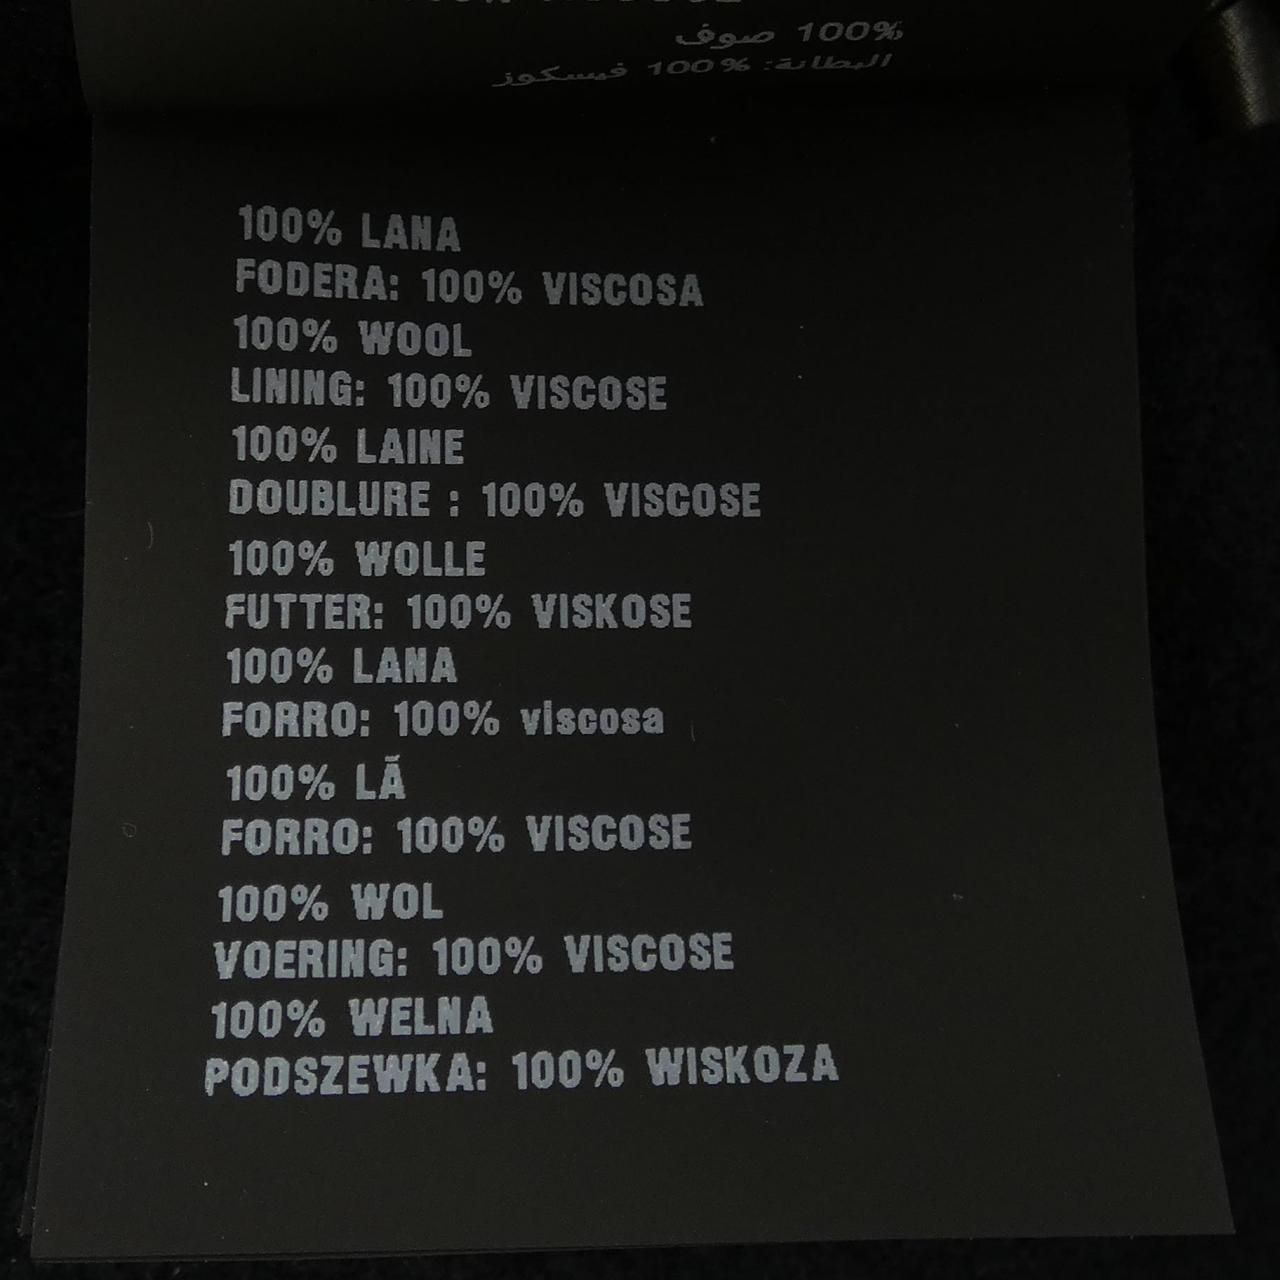 100% صوف
البطانة: 100% فيسكوز
100% LANA
FODERA: 100% VISCOSA
100% WOOL
LINING: 100% VISCOSE
100% LAINE
DOUBLURE : 100% VISCOSE
100% WOLLE
FUTTER: 100% VISKOSE
100% LANA
FORRO: 100% viscosa
100% LÃ
FORRO: 100% VISCOSE
100% WOL
VOERING: 100% VISCOSE
100% WELNA
PODSZEWKA: 100% WISKOZA